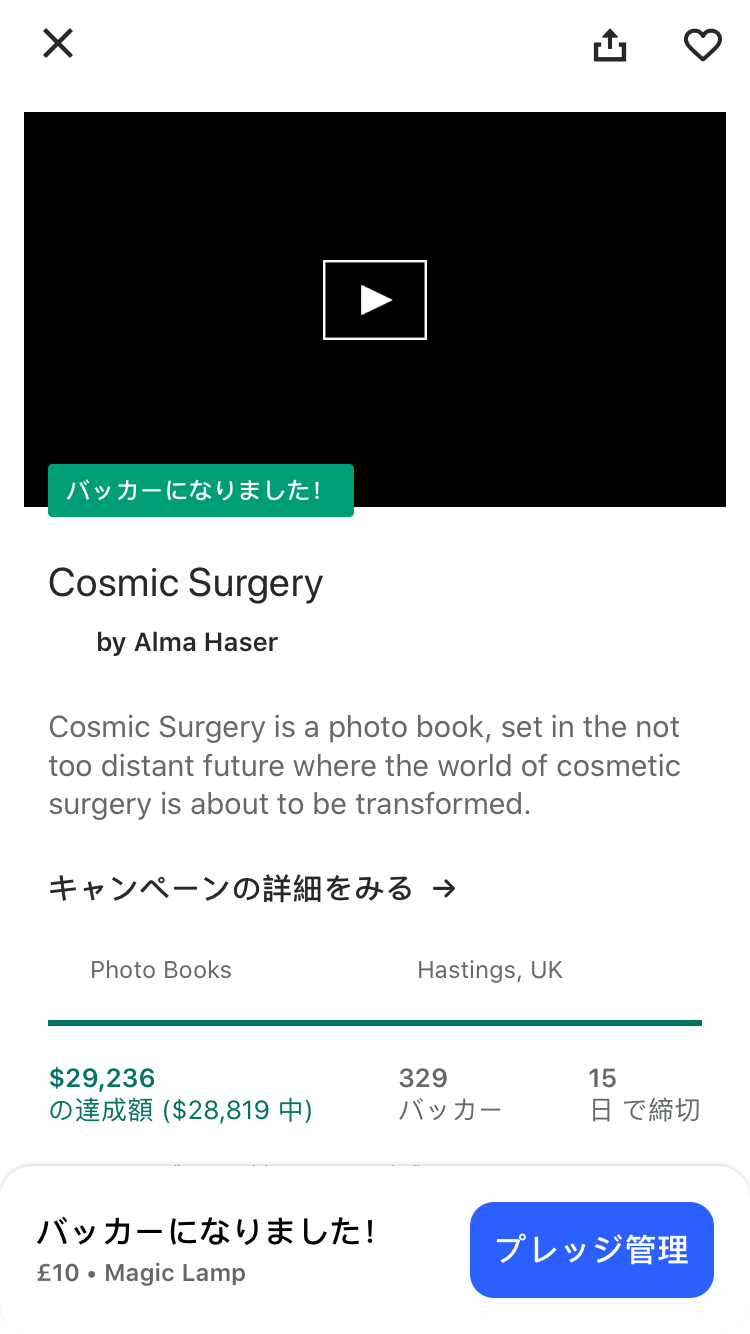 バッカーになりました!
Cosmic Surgery
by Alma Haser
Cosmic Surgery is a photo book, set in the not
too distant future where the world of cosmetic
surgery is about to be transformed.
キャンペーンの詳細をみる →
Photo Books
Hastings, UK
$29,236
の達成額 ($28,819 中)
329
バッカー
15
日 で締切
バッカーになりました!
£10 • Magic Lamp
プレッジ管理